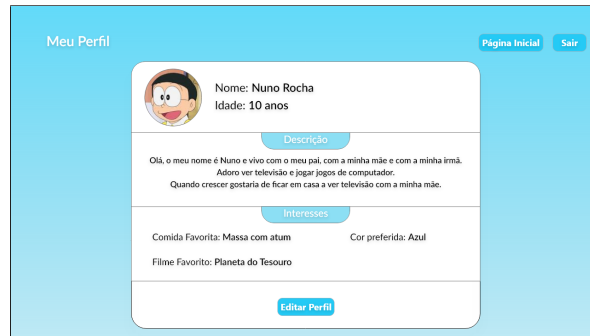 Meu Perfil
Página Inicial
Sair
Nome: Nuno Rocha
Idade: 10 anos
Descrição
Olá, o meu nome é Nuno e vivo com o meu pai, com a minha mãe e com a minha irmã.
Adoro ver televisão e jogar jogos de computador.
Quando crescer gostaria de ficar em casa a ver televisão com a minha mãe.
Interesses
Comida Favorita: Massa com atum
Cor preferida: Azul
Filme Favorito: Planeta do Tesouro
Editar Perfil